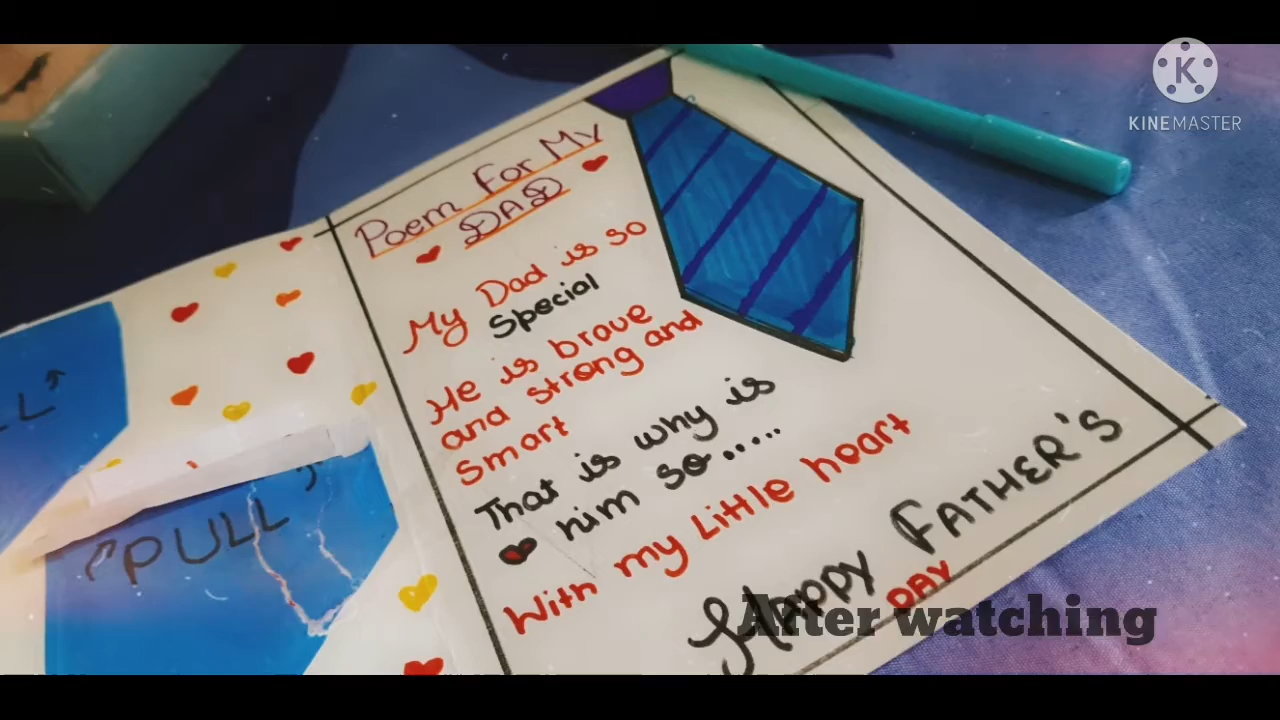 KINEMASTER
LL
PULL
Poem For My
DAD
My Dad is so
Special
He is brave
and strong and
Smart
That is why is
him so.....
With my Little heart
Happy Father's
DAY
After watching